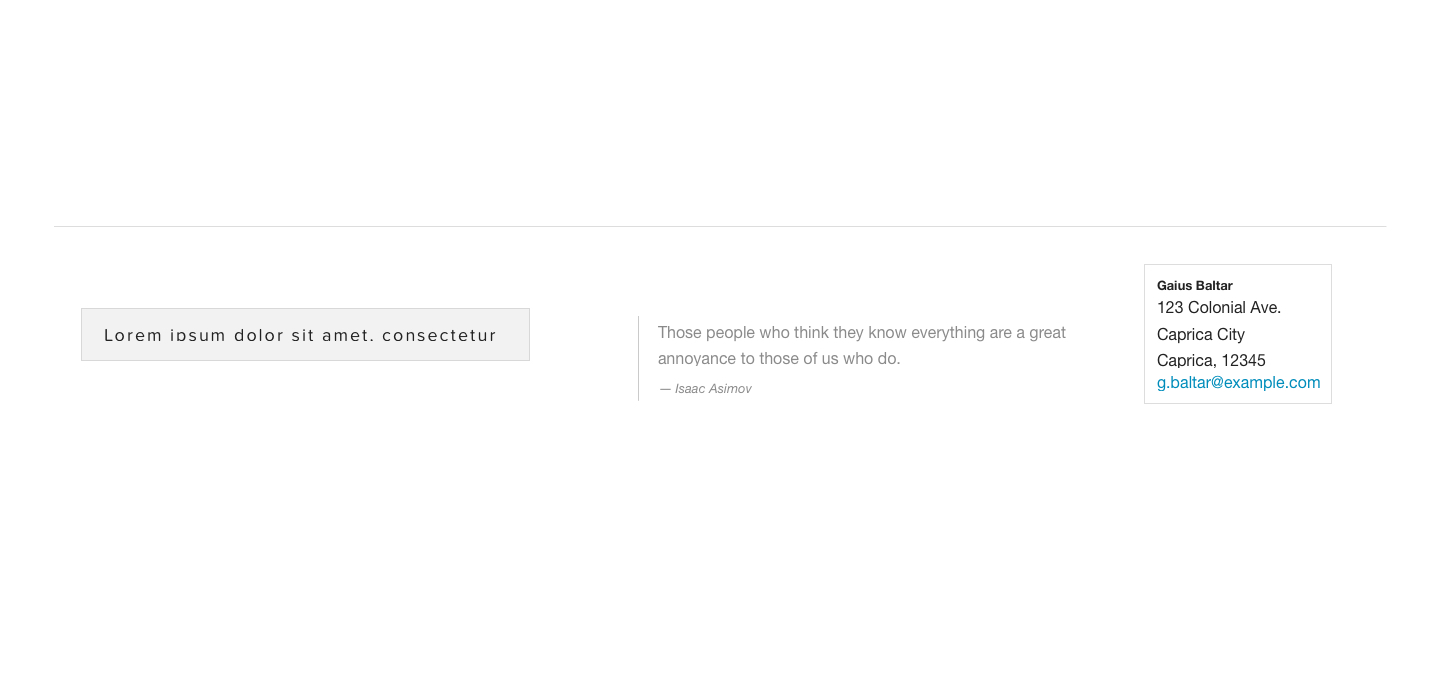 Lorem ipsum dolor sit amet, consectetur
Those people who think they know everything are a great
annoyance to those of us who do.
— Isaac Asimov
Gaius Baltar
123 Colonial Ave.
Caprica City
Caprica, 12345
g.baltar@example.com